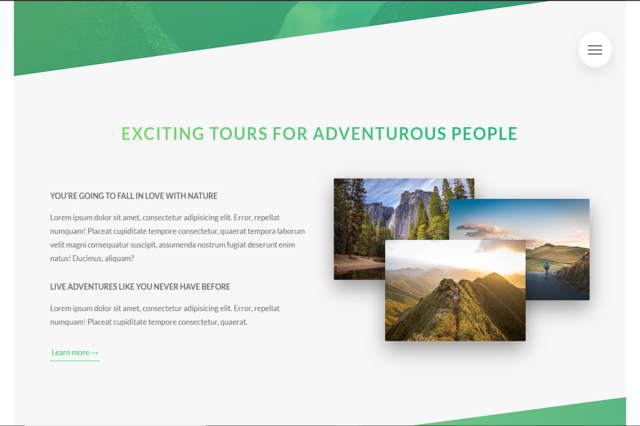 EXCITING TOURS FOR ADVENTUROUS PEOPLE
YOU'RE GOING TO FALL IN LOVE WITH NATURE
Lorem ipsum dolor sit amet, consectetur adipisicing elit. Error, repellat
numquam! Placeat cupiditate tempore consectetur, quaerat tempora laborum
velit magni consequatur suscipit, assumenda nostrum fugiat deserunt enim
natus! Ducimus, aliquam?
LIVE ADVENTURES LIKE YOU NEVER HAVE BEFORE
Lorem ipsum dolor sit amet, consectetur adipisicing elit. Error, repellat
numquam! Placeat cupiditate tempore consectetur, quaerat.
Learn more →